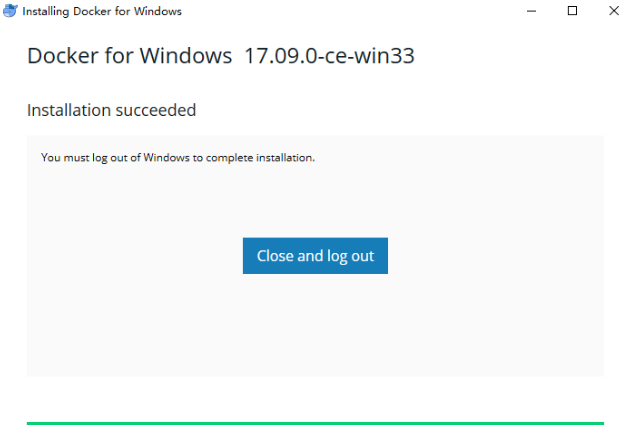 Installing Docker for Windows
Docker for Windows 17.09.0-ce-win33
Installation succeeded
You must log out of Windows to complete installation.
Close and log out